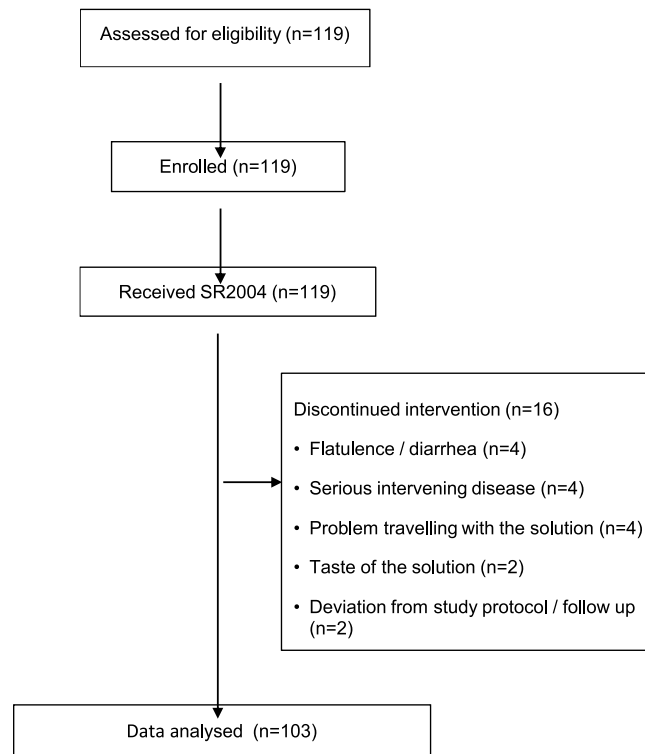 Assessed for eligibility (n=119)
Enrolled (n=119)
Received SR2004 (n=119)
Discontinued intervention (n=16)
• Flatulence / diarrhea (n=4)
• Serious intervening disease (n=4)
• Problem travelling with the solution (n=4)
• Taste of the solution (n=2)
• Deviation from study protocol / follow up
(n=2)
Data analysed (n=103)